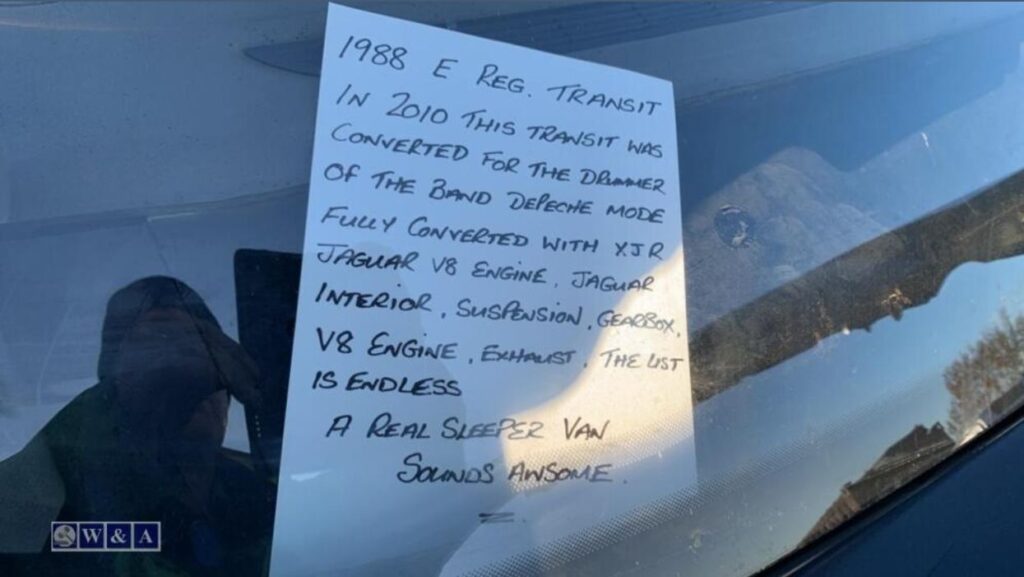 1988 E REG. TRANSIT
IN 2010 THIS TRANSIT WAS
CONVERTED FOR THE DRUMMER
OF THE BAND DEPECHE MODE
FULLY CONVERTED WITH XJR
JAGUAR V8 ENGINE, JAGUAR
INTERIOR, SUSPENSION, GEARBOX,
V8 ENGINE, EXHAUST, THE LIST
IS ENDLESS
A REAL SLEEPER VAN
SOUNDS AWSOME.
W&A